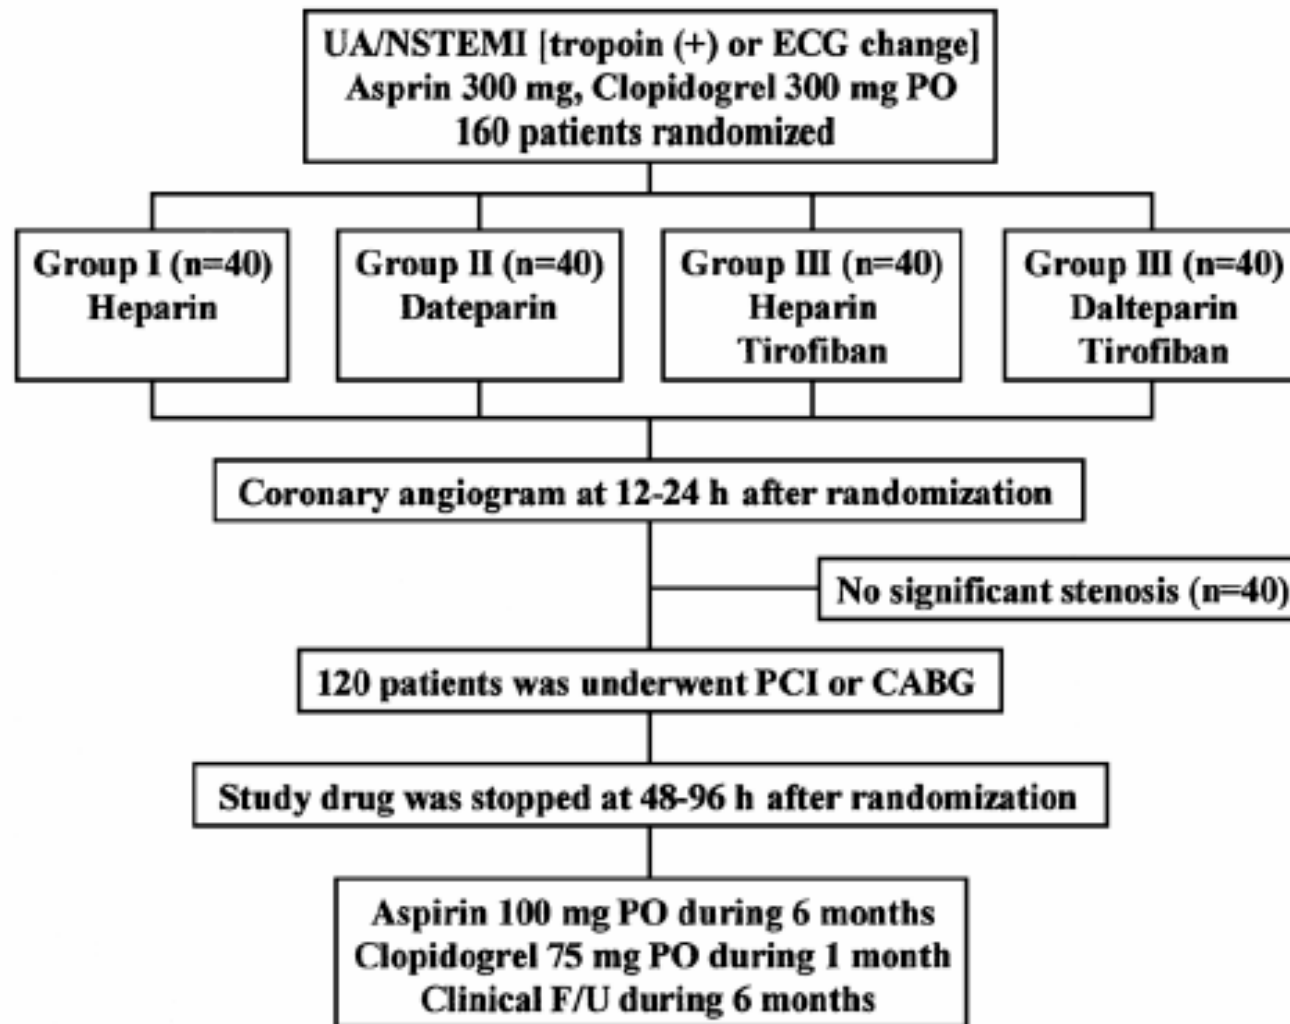 UA/NSTEMI [tropoin (+) or ECG change]
Asprin 300 mg, Clopidogrel 300 mg PO
160 patients randomized
Group I (n=40)
Heparin
Group II (n=40)
Dateparin
Group III (n=40)
Heparin
Tirofiban
Group III (n=40)
Dalteparin
Tirofiban
Coronary angiogram at 12-24 h after randomization
No significant stenosis (n=40)
120 patients was underwent PCI or CABG
Study drug was stopped at 48-96 h after randomization
Aspirin 100 mg PO during 6 months
Clopidogrel 75 mg PO during 1 month
Clinical F/U during 6 months